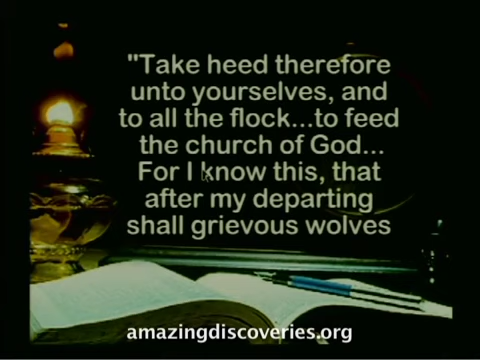 "Take heed therefore
unto yourselves, and
to all the flock...to feed
the church of God...
For I know this, that
after my departing
shall grievous wolves
amazingdiscoveries.org